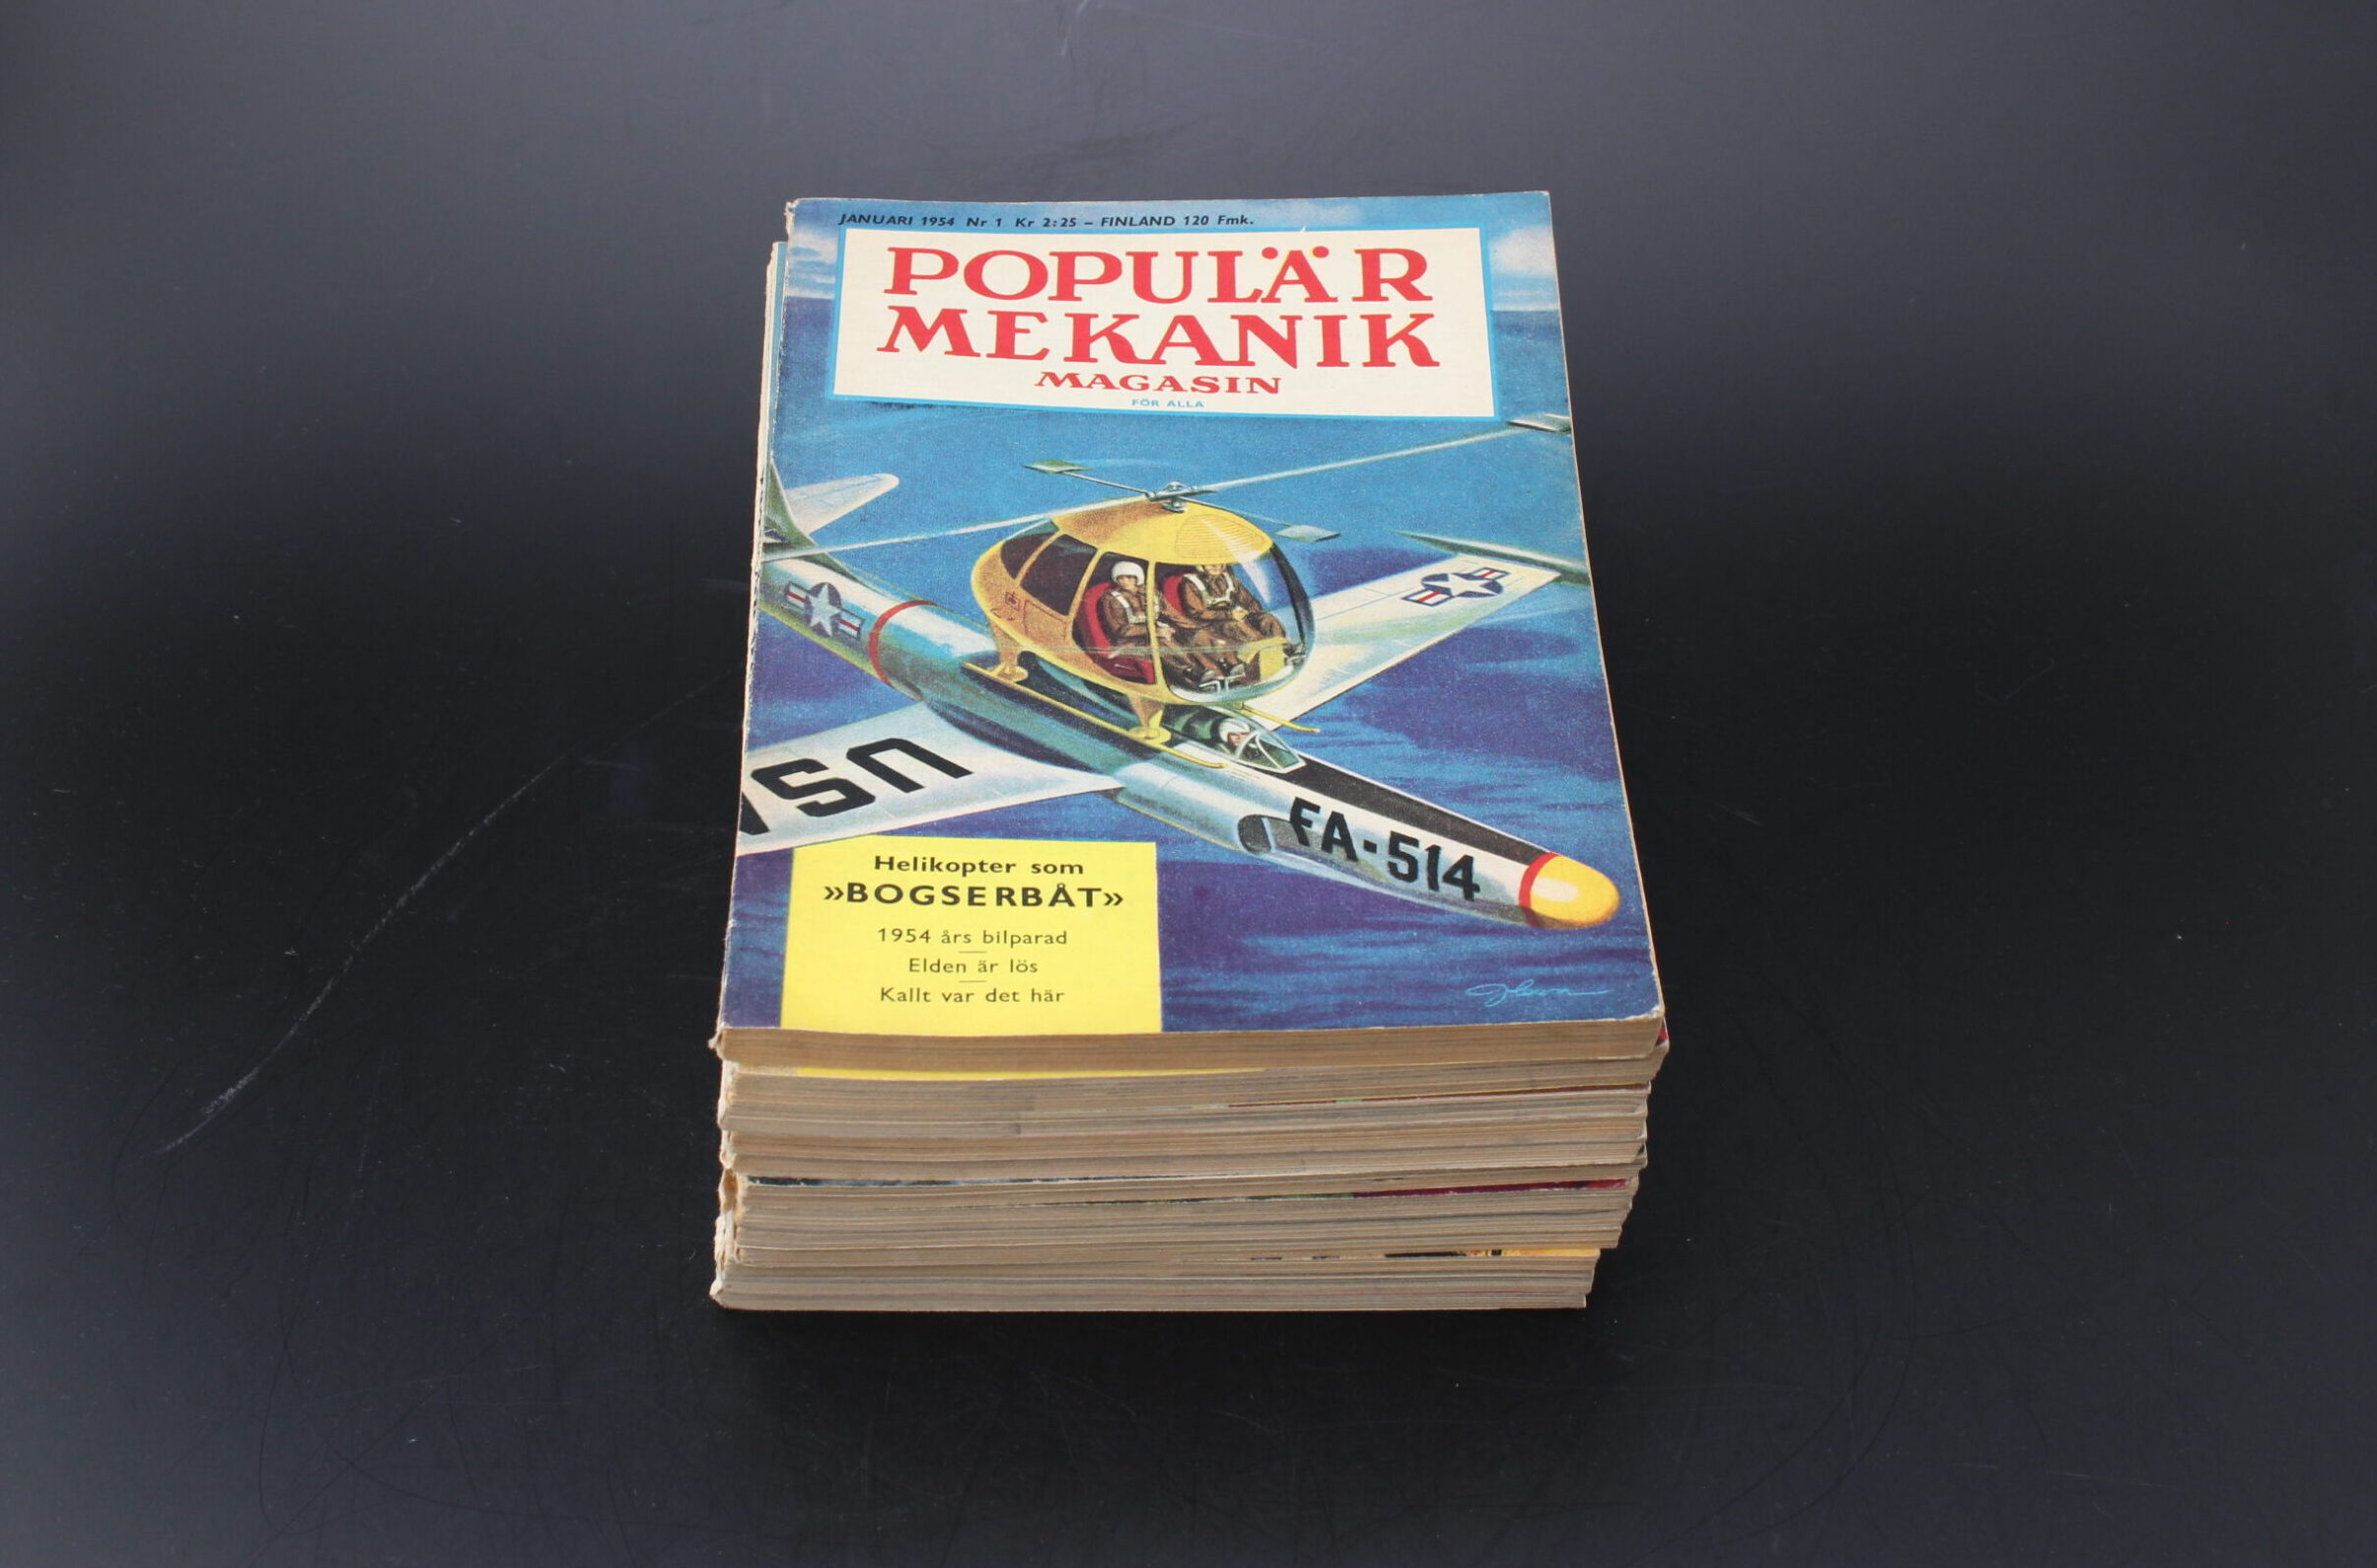 JANUARI 1954 Nr 1 Kr 2:25 – FINLAND 120 Fmk.
POPULÄR
MEKANIK
MAGASIN
FÖR ALLA
USA
FA-514
Helikopter som
»BOGSERBÅT»
1954 års bilparad
Elden är lös
Kallt var det här